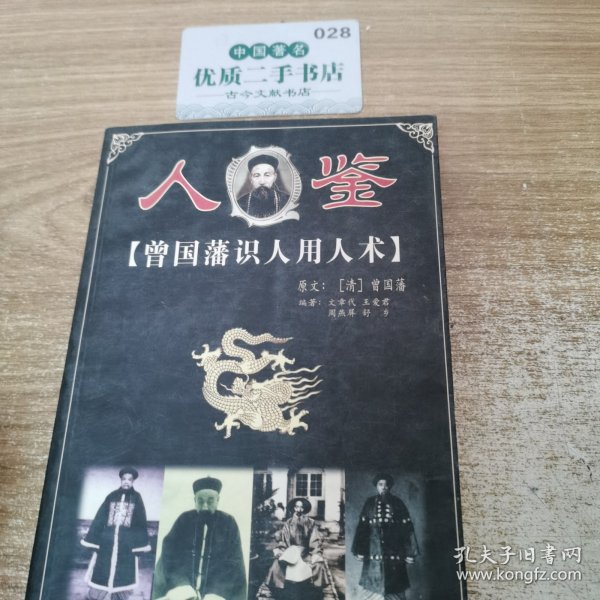 028
中国著名
优质二手书店
古今文献书店
人鉴
【曾国藩识人用人术】
原文：［清］曾国藩
编著：文章代 王爱君
周燕屏 舒乡
孔夫子旧书网
www.kongfz.com